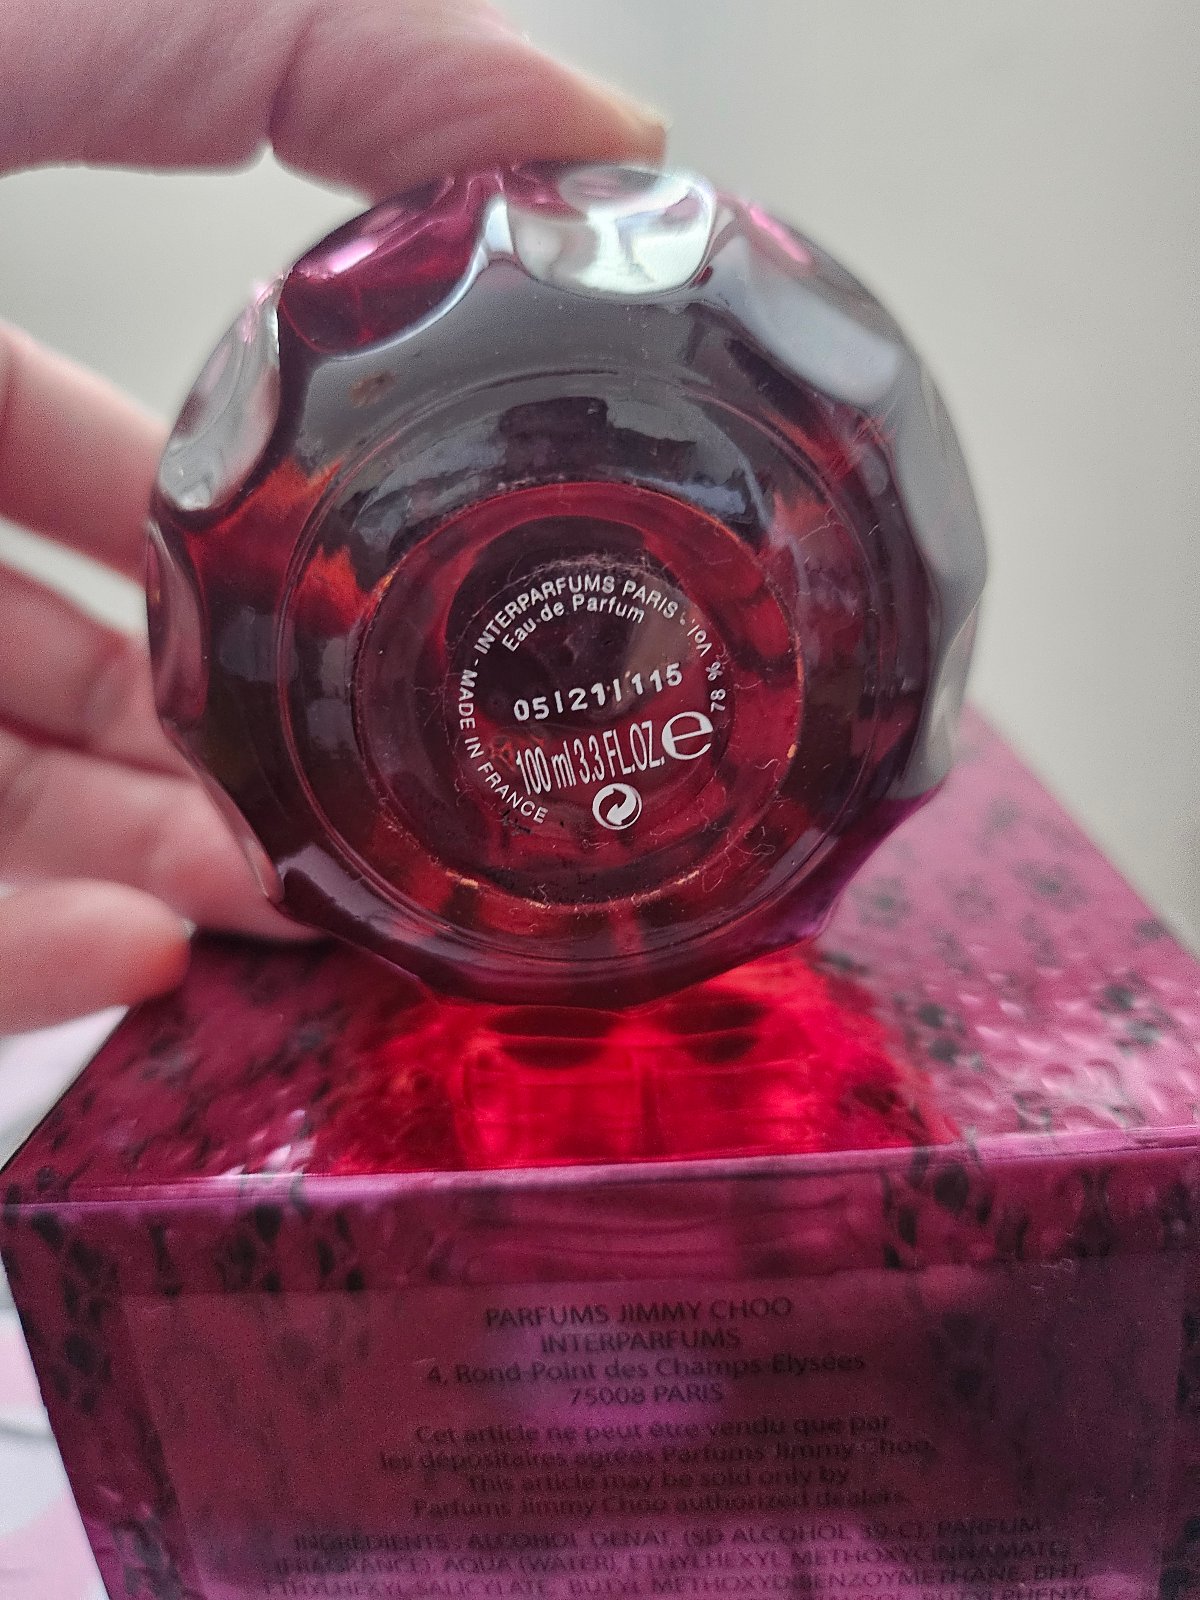 MADE IN FRANCE - INTERPARFUMS PARIS
78 % Vol
Eau de Parfum
05121/115
100 ml 3.3 FL.OZ. e
PARFUMS JIMMY CHOO
INTERPARFUMS
4, Rond-Point des Champs-Elysées
75008 PARIS
Cet article ne peut être vendu que par
les dépositaires agréés Parfums Jimmy Choo.
This article may be sold only by
Parfums Jimmy Choo authorized dealers.
INGREDIENTS : ALCOHOL DENAT. (SD ALCOHOL 39-C), PARFUM
(FRAGRANCE), AQUA (WATER), ETHYLHEXYL METHOXYCINNAMATE,
ETHYLHEXYL SALICYLATE, BUTYL METHOXYDIBENZOYMETHANE, BHT,
BUTYLPHENYL